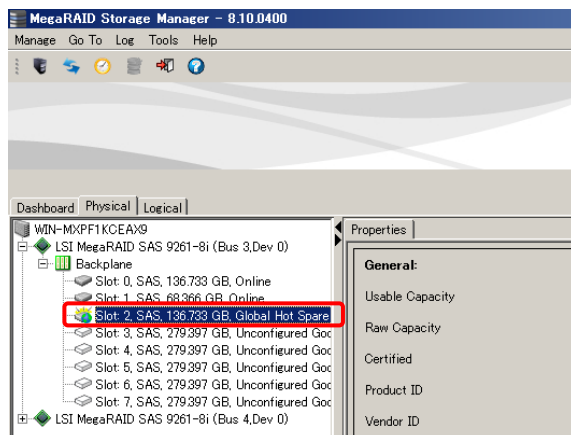 MegaRAID Storage Manager - 8.10.0400
Manage Go To Log Tools Help
Dashboard Physical Logical
WIN-MXPF1KCEAX9
LSI MegaRAID SAS 9261-8i (Bus 3,Dev 0)
Backplane
Slot: 0, SAS, 136.733 GB, Online
Slot: 1, SAS, 68.366 GB, Online
Slot: 2, SAS, 136.733 GB, Global Hot Spare
Slot: 3, SAS, 279.397 GB, Unconfigured Goo
Slot: 4, SAS, 279.397 GB, Unconfigured Goo
Slot: 5, SAS, 279.397 GB, Unconfigured Goo
Slot: 6, SAS, 279.397 GB, Unconfigured Goo
Slot: 7, SAS, 279.397 GB, Unconfigured Goo
LSI MegaRAID SAS 9261-8i (Bus 4,Dev 0)
Properties
General:
Usable Capacity
Raw Capacity
Certified
Product ID
Vendor ID